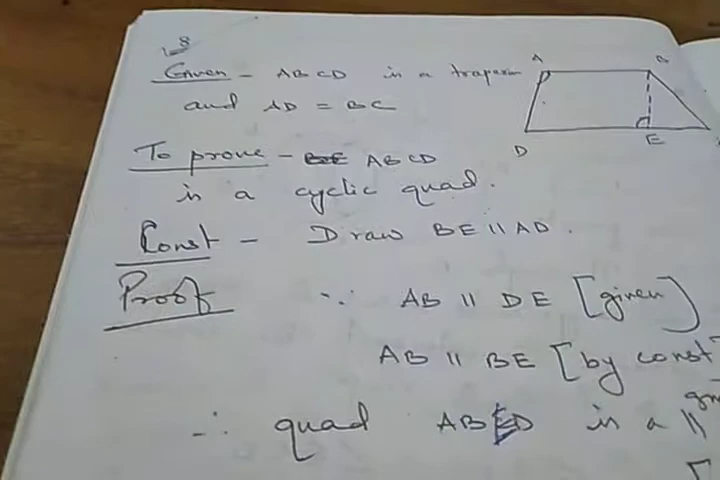 8
Given - ABCD is a trapezium
and AD = BC
A B
D E
To prove - ABCD
is a cyclic quad.
Const - Draw BE || AD.
Proof ∵ AB || DE [given]
AB || BE [by const]
∴ quad ABED is a ||gm